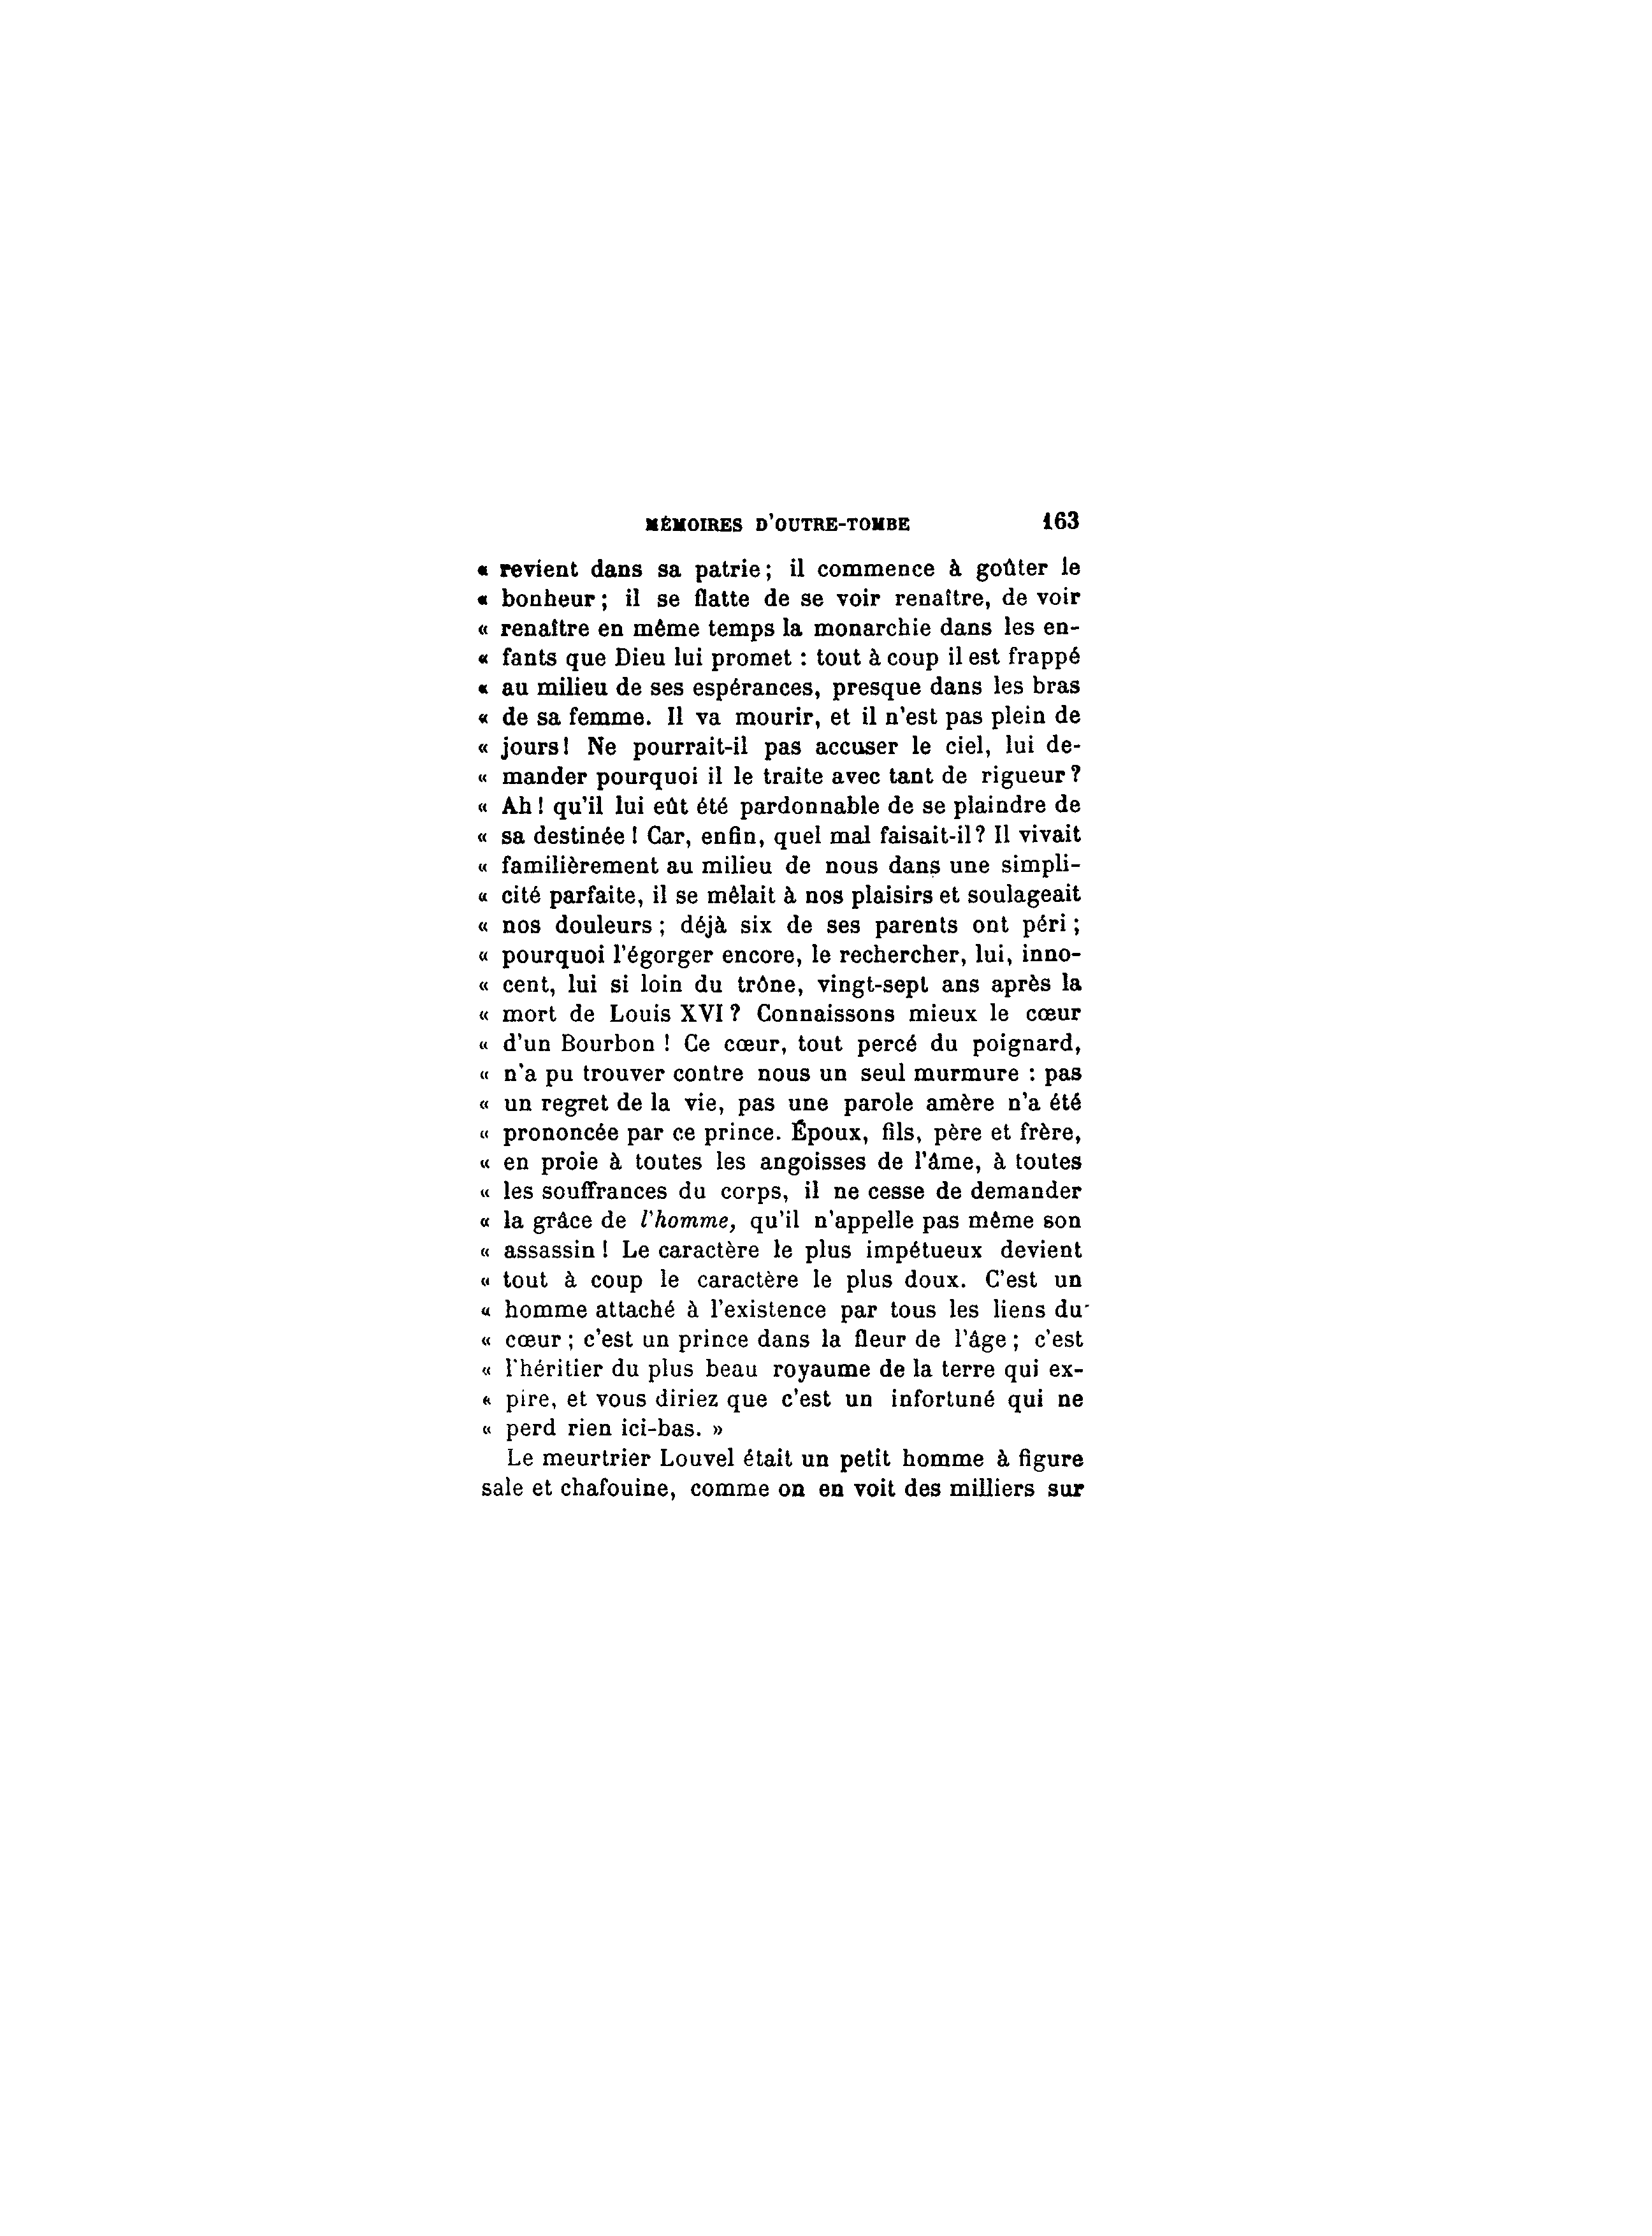 MÉMOIRES D'OUTRE-TOMBE 163
« revient dans sa patrie; il commence à goûter le
« bonheur; il se flatte de se voir renaître, de voir
« renaître en même temps la monarchie dans les en-
« fants que Dieu lui promet : tout à coup il est frappé
« au milieu de ses espérances, presque dans les bras
« de sa femme. Il va mourir, et il n'est pas plein de
« jours! Ne pourrait-il pas accuser le ciel, lui de-
« mander pourquoi il le traite avec tant de rigueur?
« Ah! qu'il lui eût été pardonnable de se plaindre de
« sa destinée! Car, enfin, quel mal faisait-il? Il vivait
« familièrement au milieu de nous dans une simpli-
« cité parfaite, il se mêlait à nos plaisirs et soulageait
« nos douleurs; déjà six de ses parents ont péri;
« pourquoi l'égorger encore, le rechercher, lui, inno-
« cent, lui si loin du trône, vingt-sept ans après la
« mort de Louis XVI? Connaissons mieux le cœur
« d'un Bourbon! Ce cœur, tout percé du poignard,
« n'a pu trouver contre nous un seul murmure : pas
« un regret de la vie, pas une parole amère n'a été
« prononcée par ce prince. Époux, fils, père et frère,
« en proie à toutes les angoisses de l'âme, à toutes
« les souffrances du corps, il ne cesse de demander
« la grâce de l'homme, qu'il n'appelle pas même son
« assassin! Le caractère le plus impétueux devient
« tout à coup le caractère le plus doux. C'est un
« homme attaché à l'existence par tous les liens du
« cœur; c'est un prince dans la fleur de l'âge; c'est
« l'héritier du plus beau royaume de la terre qui ex-
« pire, et vous diriez que c'est un infortuné qui ne
« perd rien ici-bas. »
Le meurtrier Louvel était un petit homme à figure
sale et chafouine, comme on en voit des milliers sur